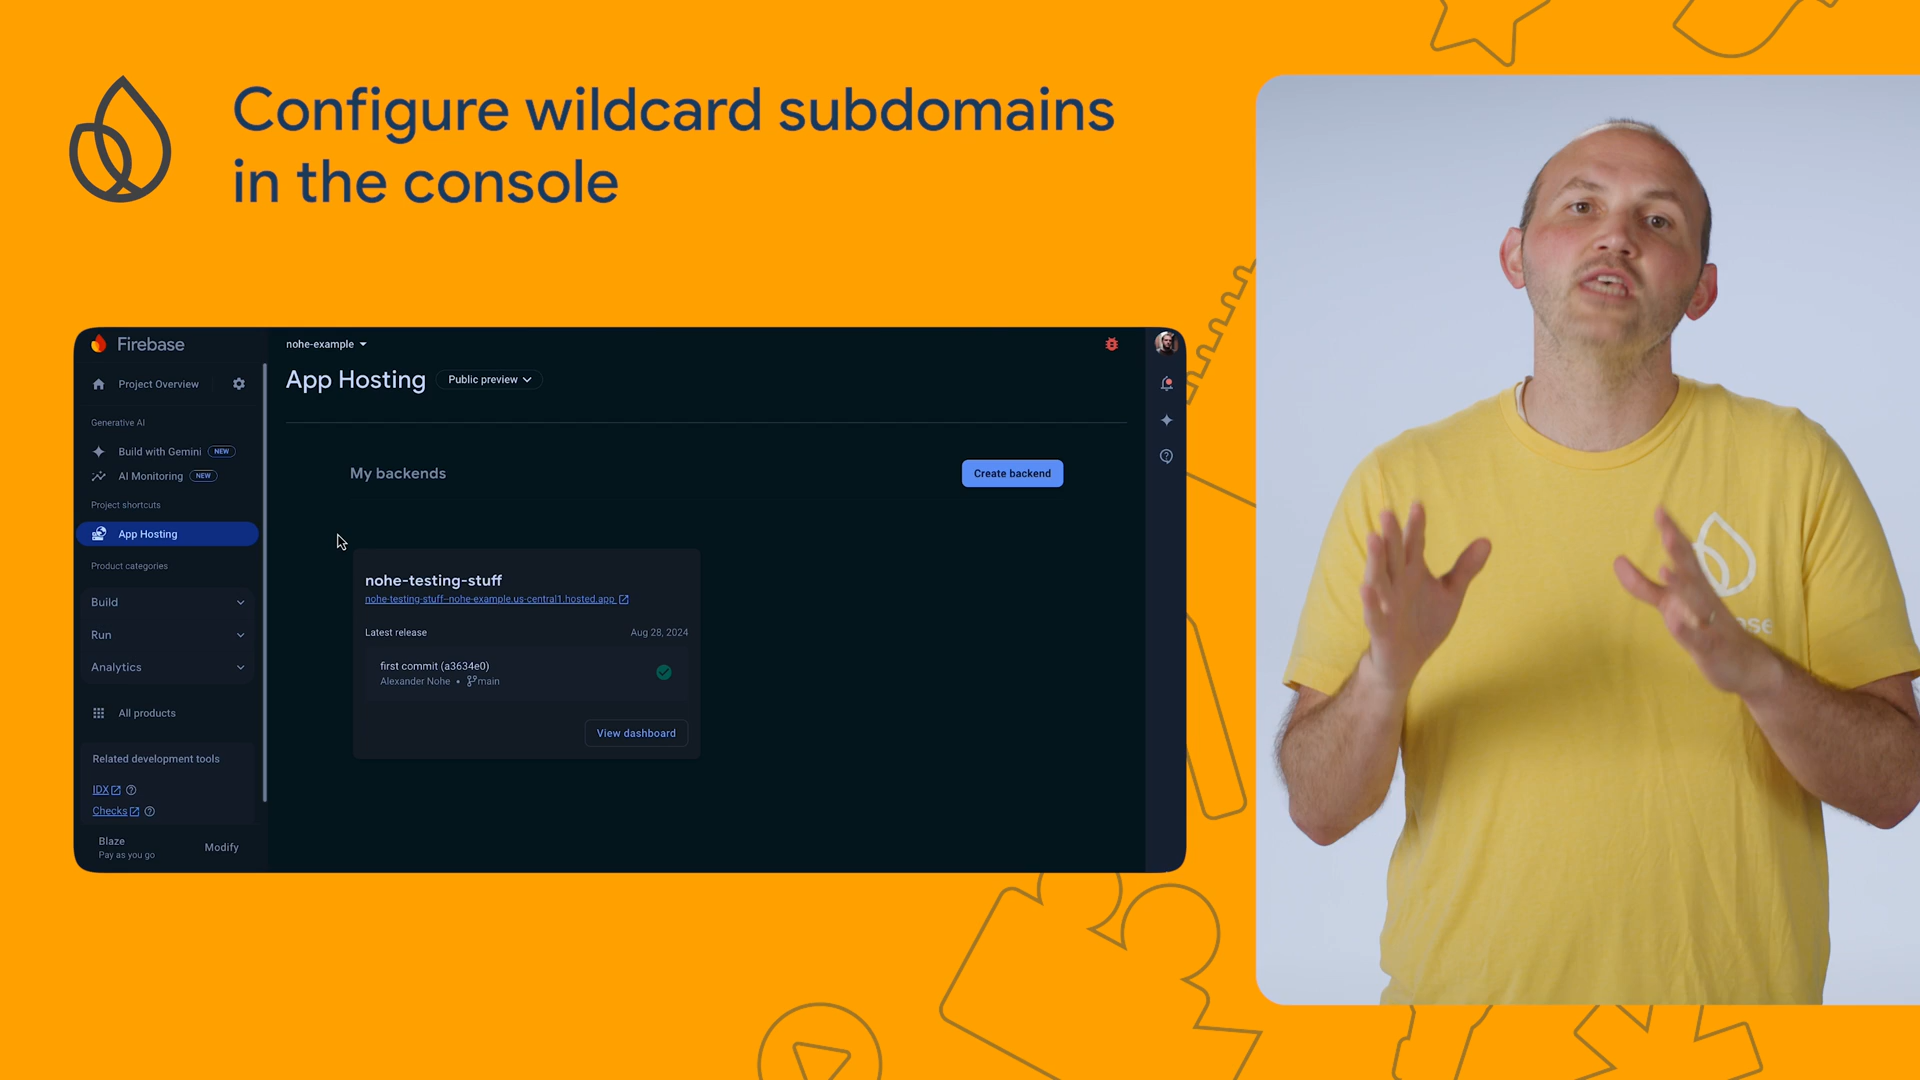 Configure wildcard subdomains
in the console
Firebase
Project Overview
Generative AI
Build with Gemini NEW
AI Monitoring NEW
Project shortcuts
App Hosting
Product categories
Build
Run
Analytics
All products
Related development tools
IDX
Checks
Blaze
Pay as you go
Modify
nohe-example
App Hosting Public preview
My backends
Create backend
nohe-testing-stuff
nohe-testing-stuff--nohe-example.us-central1.hosted.app
Latest release Aug 28, 2024
first commit (a3634e0)
Alexander Nohe • main
View dashboard